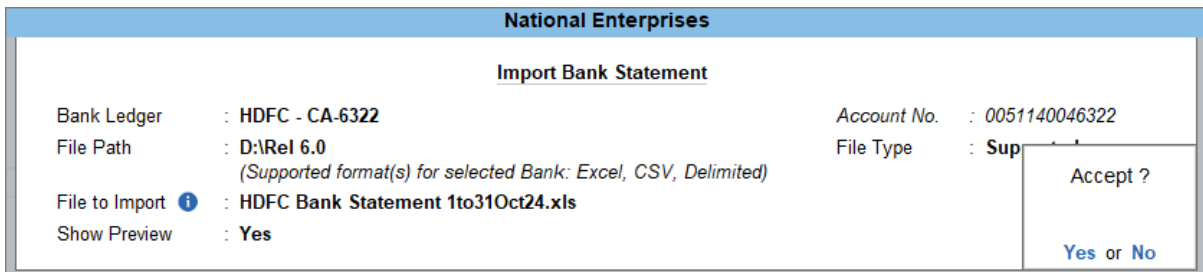 National Enterprises
Import Bank Statement
Bank Ledger : HDFC - CA-6322 Account No. : 0051140046322
File Path : D:\Rel 6.0 File Type :
(Supported format(s) for selected Bank: Excel, CSV, Delimited)
File to Import : HDFC Bank Statement 1to31Oct24.xls
Show Preview : Yes
Accept ?
Yes or No